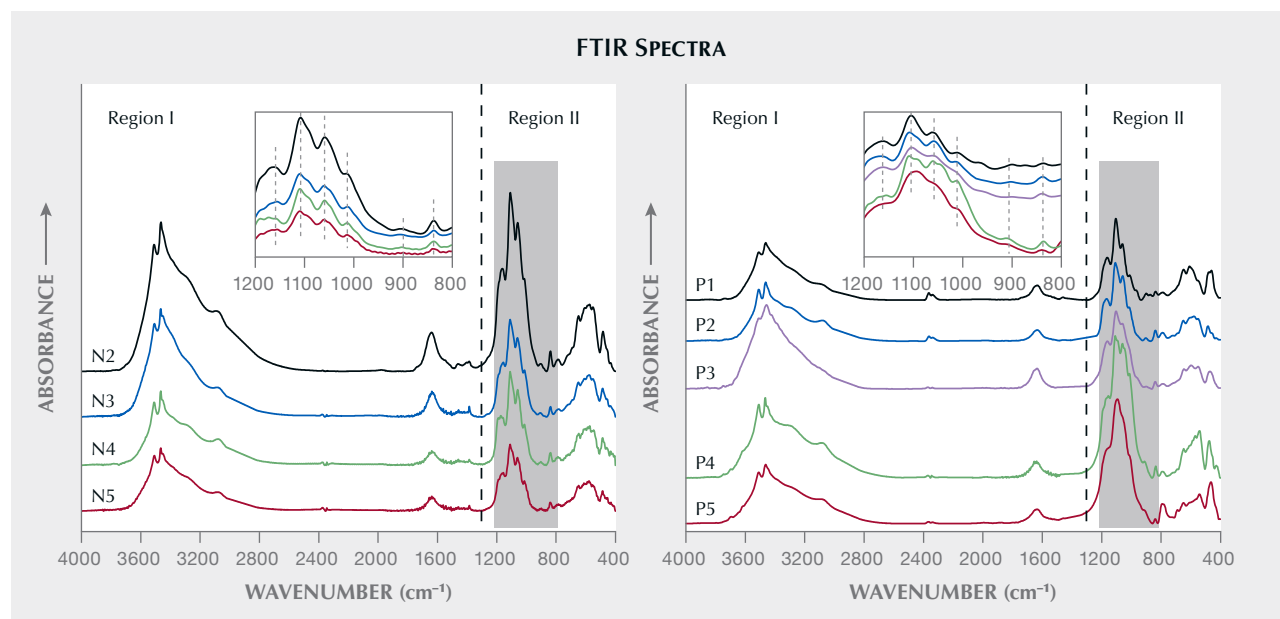 FTIR SPECTRA
Region I
Region II
1200 1100 1000 900 800
ABSORBANCE
N2
N3
N4
N5
4000 3600 3200 2800 2400 2000 1600 1200 800 400
WAVENUMBER (cm⁻¹)
Region I
Region II
1200 1100 1000 900 800
ABSORBANCE
P1
P2
P3
P4
P5
4000 3600 3200 2800 2400 2000 1600 1200 800 400
WAVENUMBER (cm⁻¹)